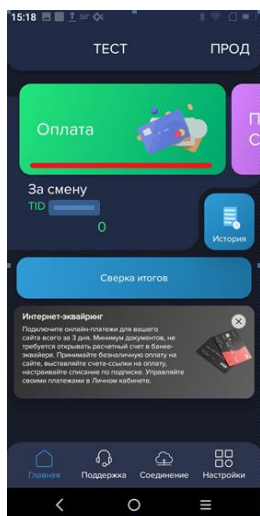 15:18
ТЕСТ ПРОД
Оплата
П
С
За смену
TID
0
История
Сверка итогов
Интернет-эквайринг
Подключите онлайн-платежи для вашего
сайта всего за 3 дня. Минимум документов, не
требуется открывать расчетный счет в банке-
эквайере. Принимайте безналичную оплату на
сайте, выставляйте счета-ссылки на оплату,
настраивайте списание по подписке. Управляйте
своими платежами в Личном кабинете.
Главная Поддержка Соединение Настройки